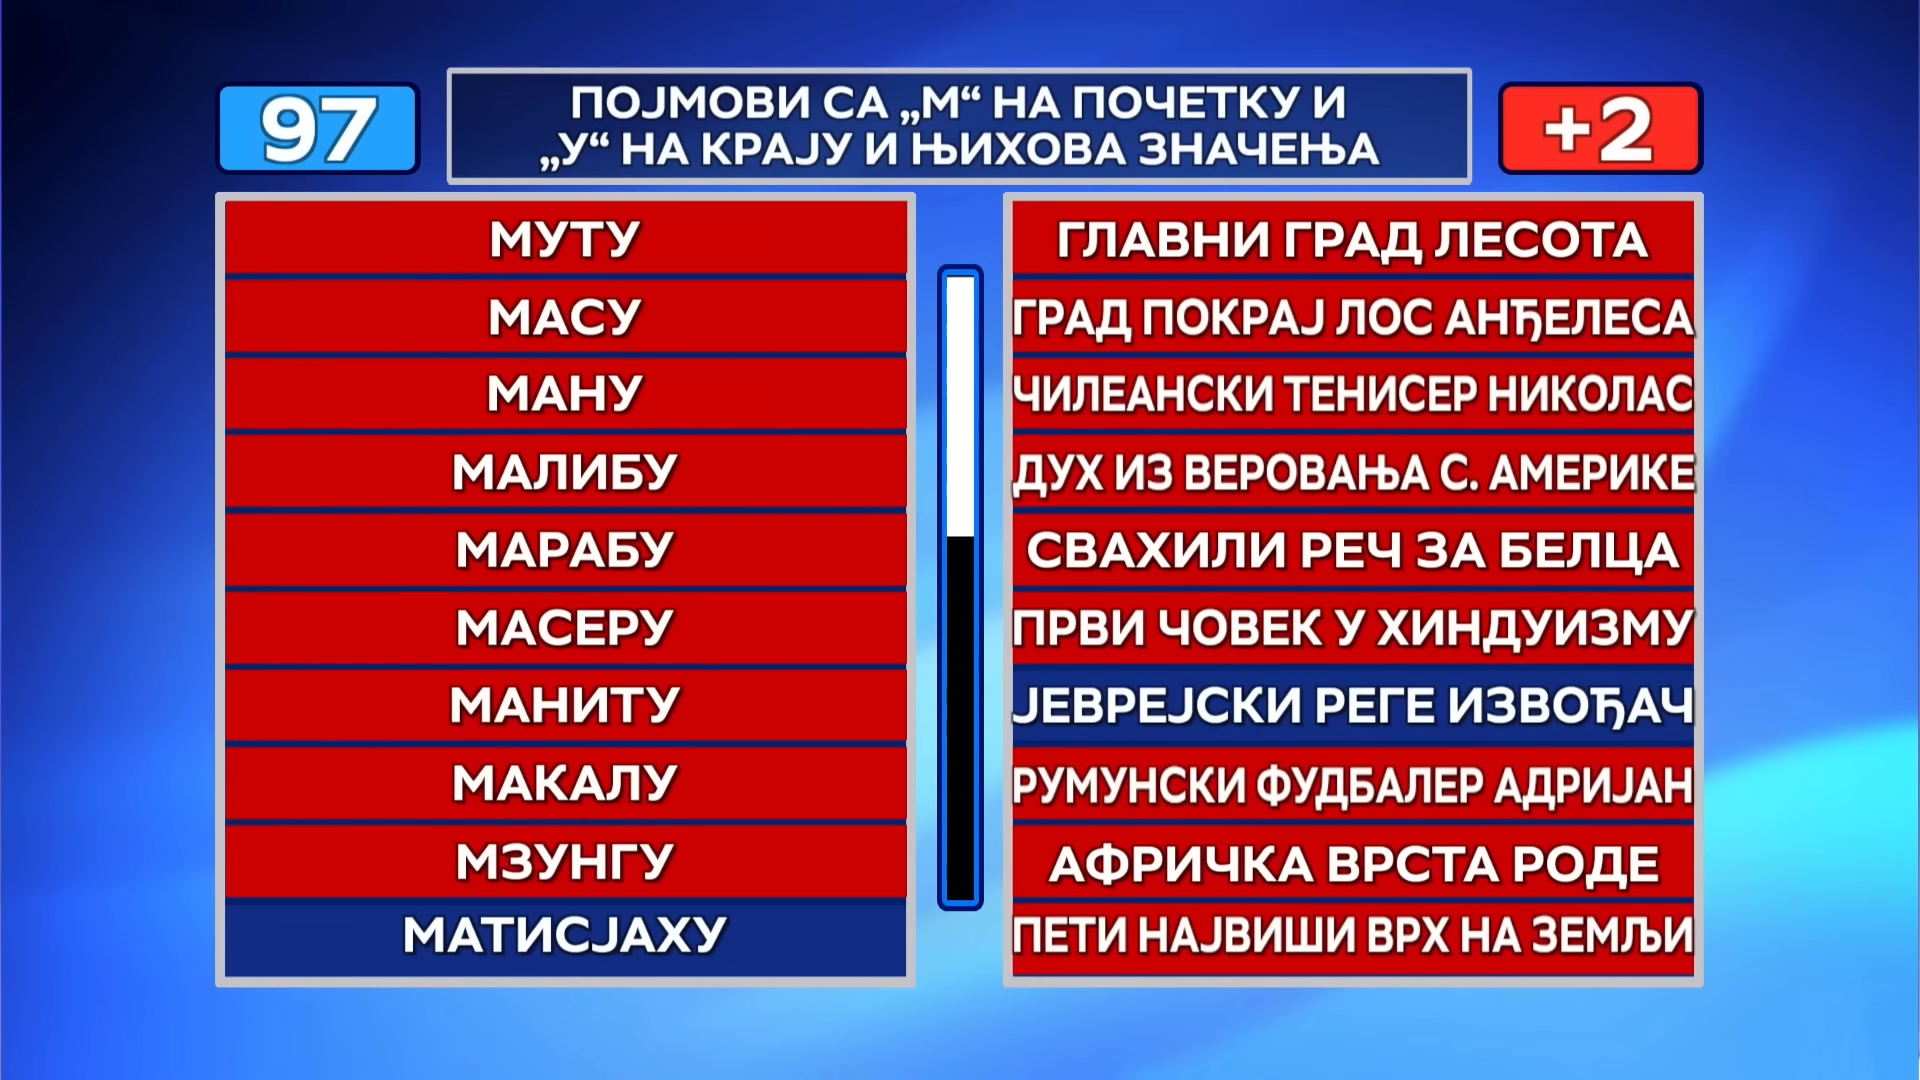 97
ПОЈМОВИ СА „М“ НА ПОЧЕТКУ И
„У“ НА КРАЈУ И ЊИХОВА ЗНАЧЕЊА
+2
МУТУ
МАСУ
МАНУ
МАЛИБУ
МАРАБУ
МАСЕРУ
МАНИТУ
МАКАЛУ
МЗУНГУ
МАТИСЈАХУ
ГЛАВНИ ГРАД ЛЕСОТА
ГРАД ПОКРАЈ ЛОС АНЂЕЛЕСА
ЧИЛЕАНСКИ ТЕНИСЕР НИКОЛАС
ДУХ ИЗ ВЕРОВАЊА С. АМЕРИКЕ
СВАХИЛИ РЕЧ ЗА БЕЛЦА
ПРВИ ЧОВЕК У ХИНДУИЗМУ
ЈЕВРЕЈСКИ РЕГЕ ИЗВОЂАЧ
РУМУНСКИ ФУДБАЛЕР АДРИЈАН
АФРИЧКА ВРСТА РОДЕ
ПЕТИ НАЈВИШИ ВРХ НА ЗЕМЉИ